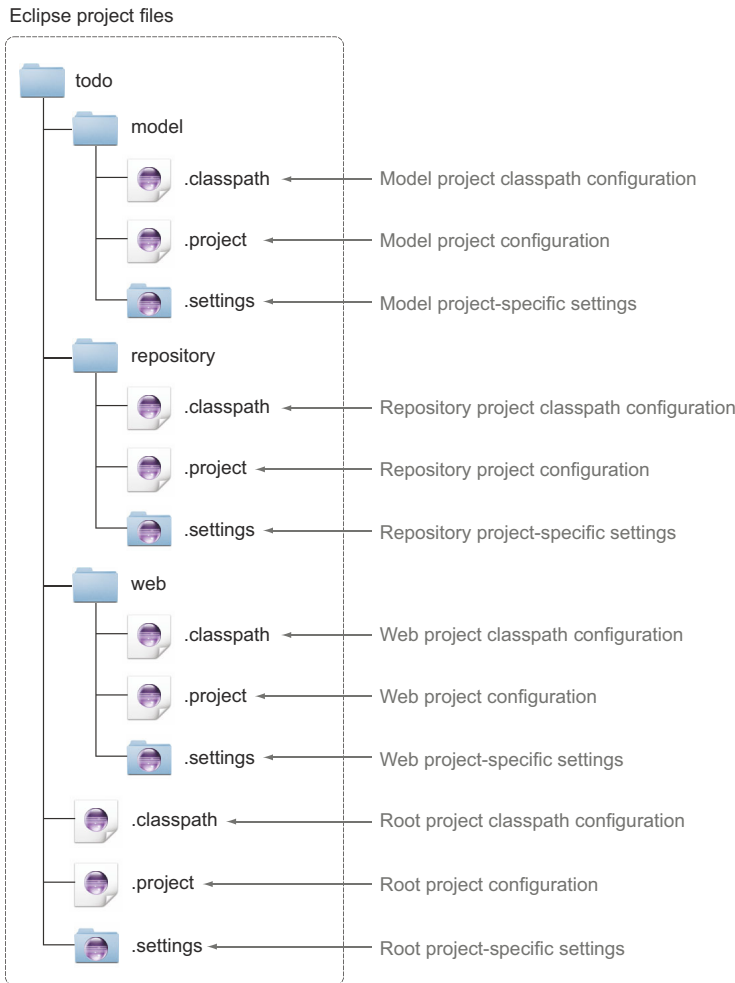 Eclipse project files
todo
model
.classpath Model project classpath configuration
.project Model project configuration
.settings Model project-specific settings
repository
.classpath Repository project classpath configuration
.project Repository project configuration
.settings Repository project-specific settings
web
.classpath Web project classpath configuration
.project Web project configuration
.settings Web project-specific settings
.classpath Root project classpath configuration
.project Root project configuration
.settings Root project-specific settings